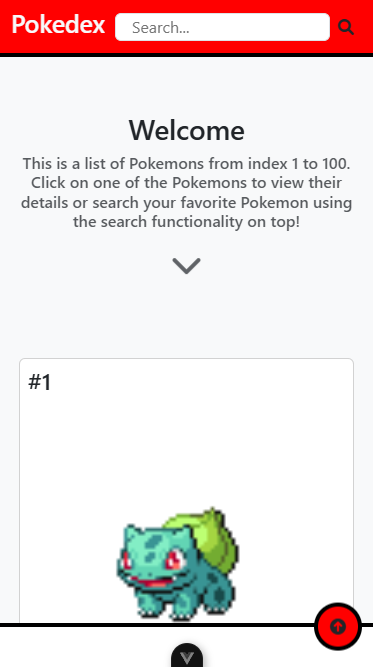 Pokedex
Search...
Welcome
This is a list of Pokemons from index 1 to 100.
Click on one of the Pokemons to view their
details or search your favorite Pokemon using
the search functionality on top!
#1